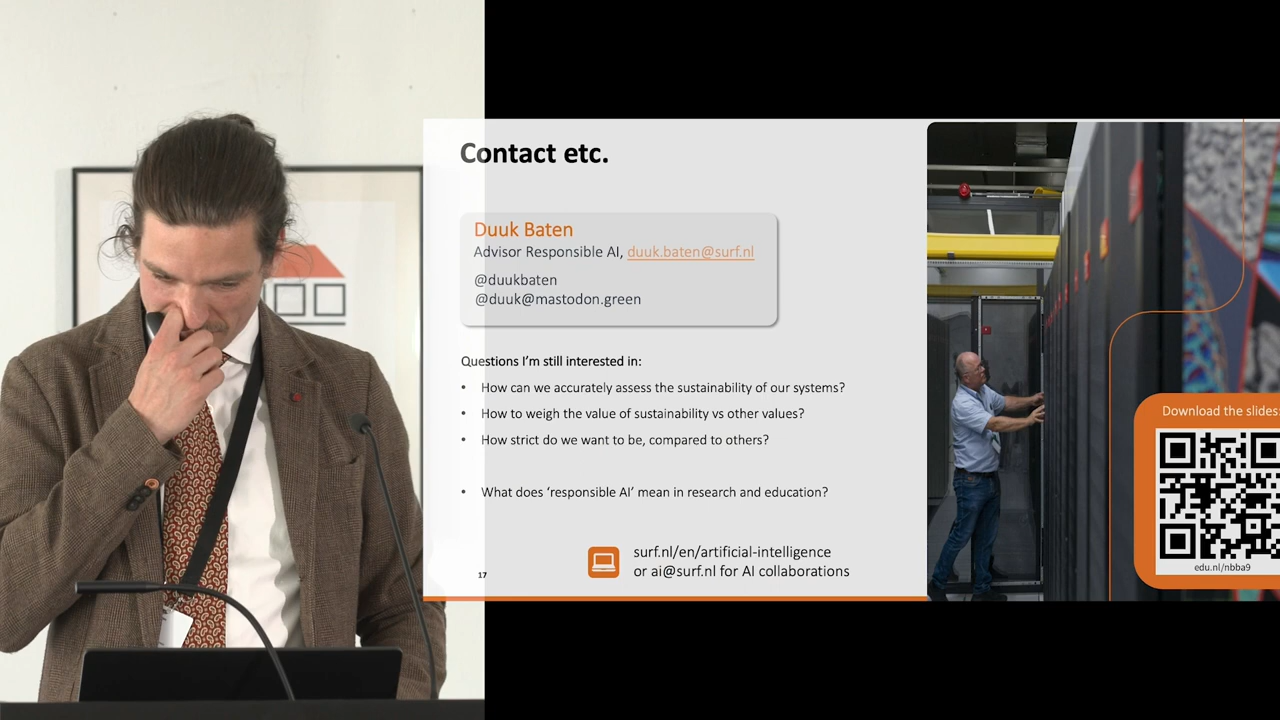 Contact etc.
Duuk Baten
Advisor Responsible AI, duuk.baten@surf.nl
@duukbaten
@duuk@mastodon.green
Questions I'm still interested in:
• How can we accurately assess the sustainability of our systems?
• How to weigh the value of sustainability vs other values?
• How strict do we want to be, compared to others?
• What does ‘responsible AI’ mean in research and education?
surf.nl/en/artificial-intelligence
or ai@surf.nl for AI collaborations
17
Download the slides:
edu.nl/nbba9